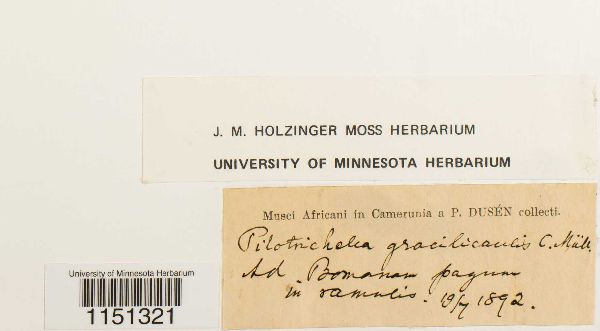 J. M. HOLZINGER MOSS HERBARIUM
UNIVERSITY OF MINNESOTA HERBARIUM
Musei Africani in Camerunia a P. DUSÉN collecti.
Pilotrichella gracilicaulis C. Müll.
Ad Bomanam pagum
in ramulis. 19/7 1892.
University of Minnesota Herbarium
1151321